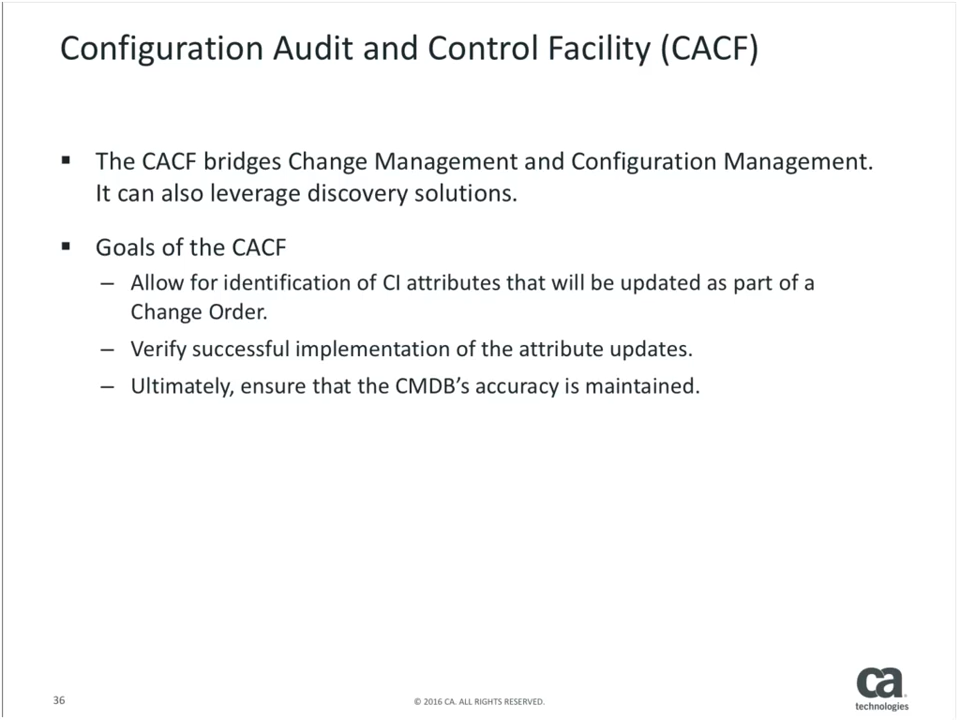 Configuration Audit and Control Facility (CACF)
▪ The CACF bridges Change Management and Configuration Management.
It can also leverage discovery solutions.
▪ Goals of the CACF
– Allow for identification of CI attributes that will be updated as part of a
Change Order.
– Verify successful implementation of the attribute updates.
– Ultimately, ensure that the CMDB’s accuracy is maintained.
36
© 2016 CA. ALL RIGHTS RESERVED.
ca
technologies